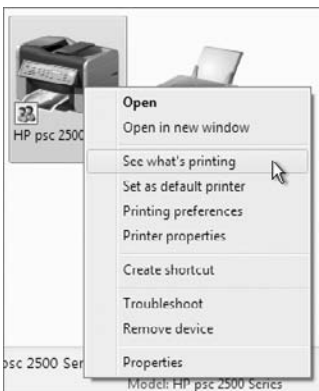 HP psc 2500
Open
Open in new window
See what's printing
Set as default printer
Printing preferences
Printer properties
Create shortcut
Troubleshoot
Remove device
Properties
psc 2500 Ser
Model: HP psc 2500 Series